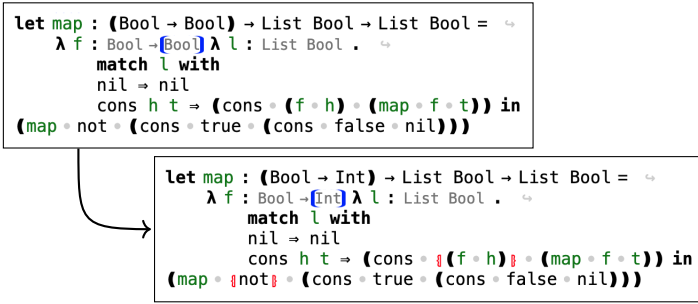 let map : (Bool → Bool) → List Bool → List Bool = ↪
λ f : Bool →[Bool] λ l : List Bool . ↪
match l with
nil ⇒ nil
cons h t ⇒ (cons • (f • h) • (map • f • t)) in
(map • not • (cons • true • (cons • false • nil)))
let map : (Bool → Int) → List Bool → List Bool = ↪
λ f : Bool →[Int] λ l : List Bool . ↪
match l with
nil ⇒ nil
cons h t ⇒ (cons • ⦃(f • h)⦄ • (map • f • t)) in
(map • ⦃not⦄ • (cons • true • (cons • false • nil)))